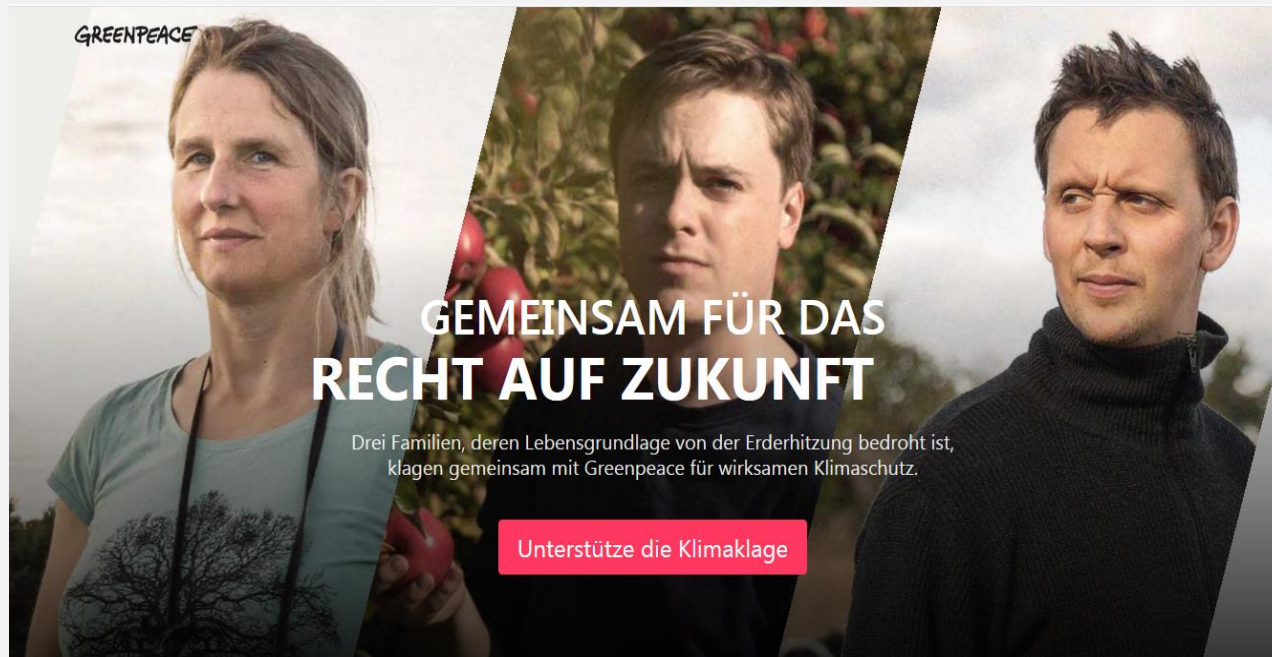 GREENPEACE
GEMEINSAM FÜR DAS
RECHT AUF ZUKUNFT
Drei Familien, deren Lebensgrundlage von der Erderhitzung bedroht ist,
klagen gemeinsam mit Greenpeace für wirksamen Klimaschutz.
Unterstütze die Klimaklage